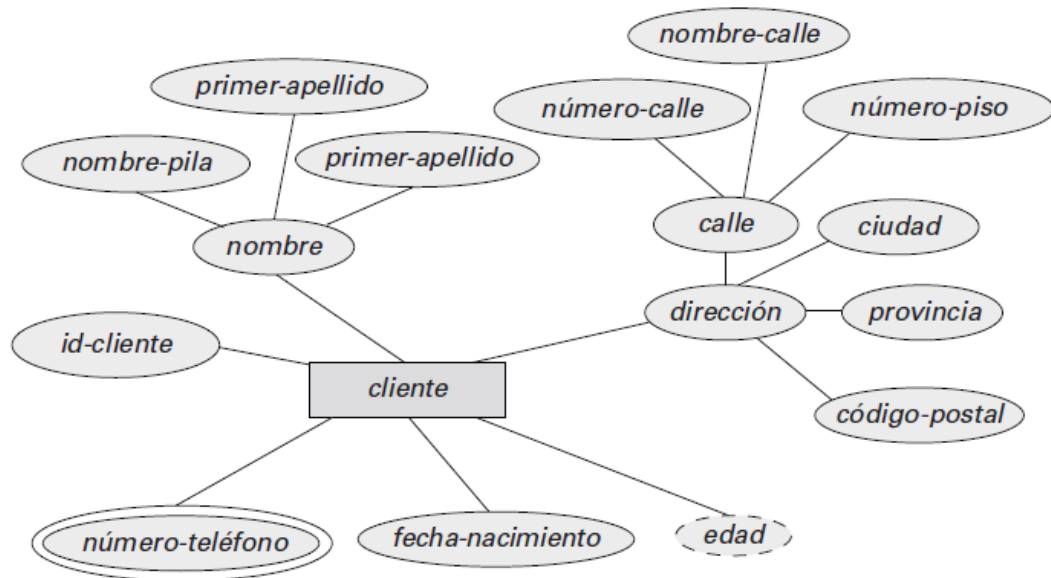 nombre-calle
primer-apellido
número-calle
número-piso
nombre-pila
primer-apellido
calle
ciudad
nombre
dirección
provincia
id-cliente
cliente
código-postal
número-teléfono
fecha-nacimiento
edad